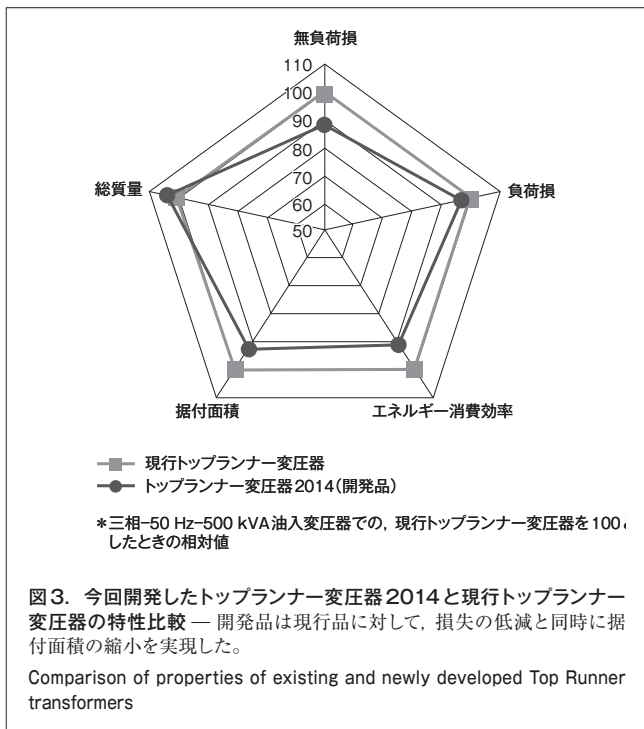 無負荷損
110
100
90
80
70
60
50
総質量
負荷損
据付面積
エネルギー消費効率
現行トップランナー変圧器
トップランナー変圧器2014(開発品)
*三相-50 Hz-500 kVA油入変圧器での，現行トップランナー変圧器を100
したときの相対値
図3．今回開発したトップランナー変圧器2014と現行トップランナー
変圧器の特性比較 ― 開発品は現行品に対して，損失の低減と同時に据
付面積の縮小を実現した。
Comparison of properties of existing and newly developed Top Runner
transformers